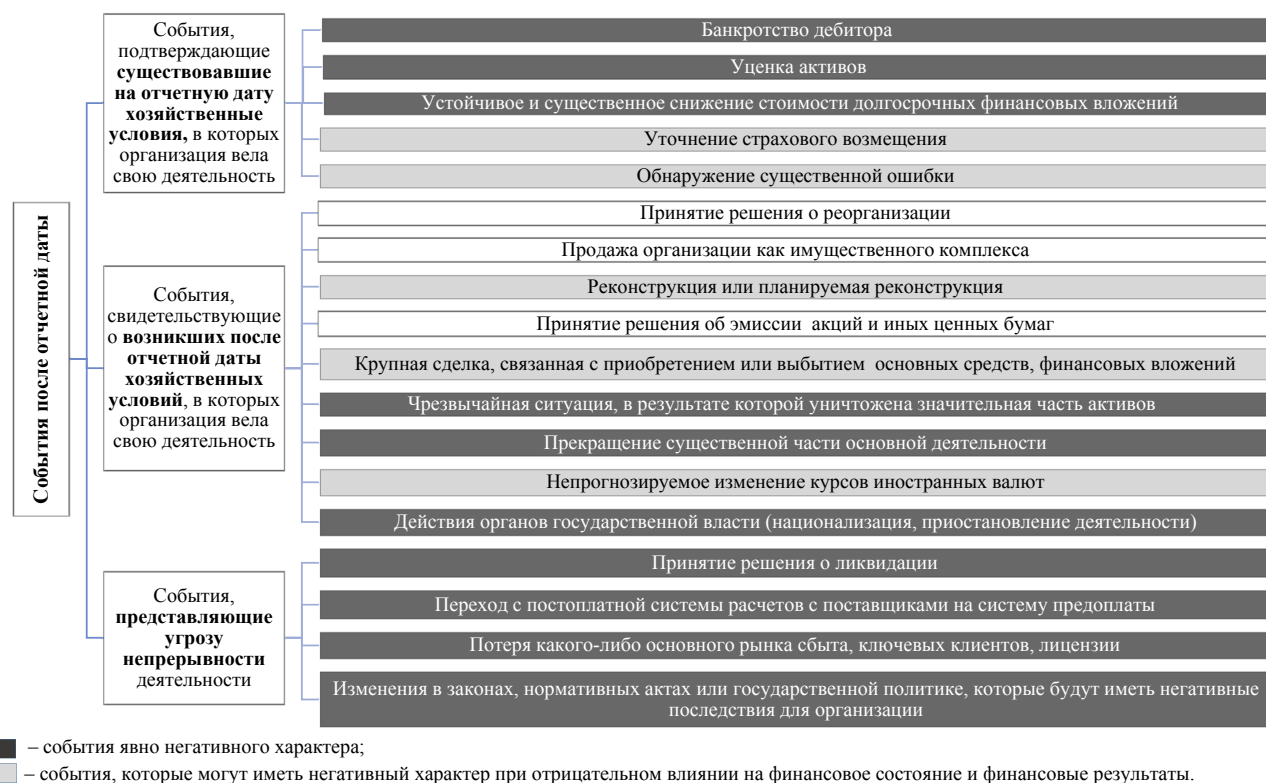 События после отчетной даты
События,
подтверждающие
существовавшие
на отчетную дату
хозяйственные
условия, в которых
организация вела
свою деятельность
Банкротство дебитора
Уценка активов
Устойчивое и существенное снижение стоимости долгосрочных финансовых вложений
Уточнение страхового возмещения
Обнаружение существенной ошибки
События,
свидетельствующие
о возникших после
отчетной даты
хозяйственных
условий, в которых
организация вела
свою деятельность
Принятие решения о реорганизации
Продажа организации как имущественного комплекса
Реконструкция или планируемая реконструкция
Принятие решения об эмиссии акций и иных ценных бумаг
Крупная сделка, связанная с приобретением или выбытием основных средств, финансовых вложений
Чрезвычайная ситуация, в результате которой уничтожена значительная часть активов
Прекращение существенной части основной деятельности
Непрогнозируемое изменение курсов иностранных валют
Действия органов государственной власти (национализация, приостановление деятельности)
События,
представляющие
угрозу
непрерывности
деятельности
Принятие решения о ликвидации
Переход с постоплатной системы расчетов с поставщиками на систему предоплаты
Потеря какого-либо основного рынка сбыта, ключевых клиентов, лицензии
Изменения в законах, нормативных актах или государственной политике, которые будут иметь негативные
последствия для организации
– события явно негативного характера;
– события, которые могут иметь негативный характер при отрицательном влиянии на финансовое состояние и финансовые результаты.